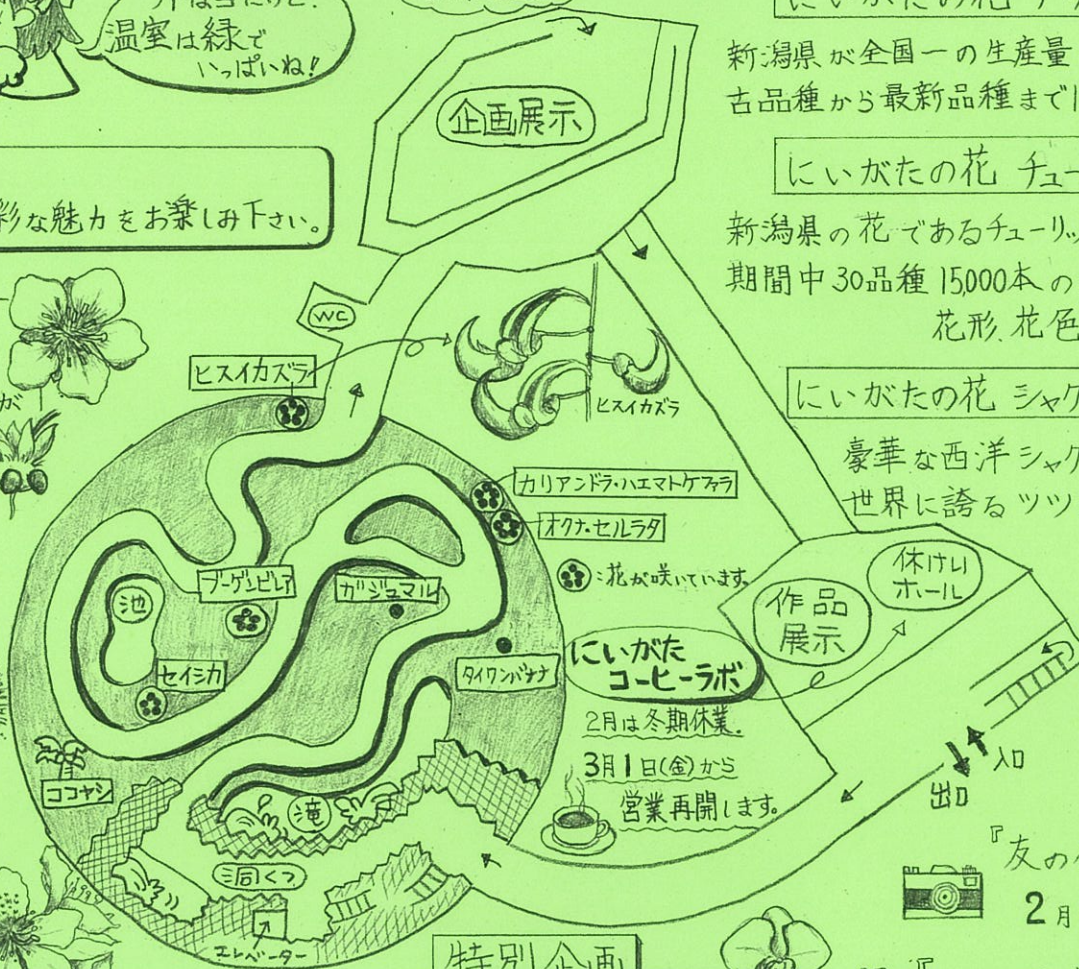 温室は緑で
いっぱいね!
彩な魅力をお楽しみ下さい。
企画展示
WC
ヒスイカズラ
ヒスイカズラ
カリアンドラ・ハエマトケファラ
オクナ・セルラタ
:花が咲いています。
ブーゲンビレア
ガジュマル
池
セイシカ
タイワンバナナ
ココヤシ
滝
洞くつ
エレベーター
にいがた
コーヒーラボ
2月は冬期休業。
3月1日(金)から
営業再開します。
作品
展示
休けい
ホール
入口
出口
新潟県が全国一の生産量
古品種から最新品種まで
にいがたの花 チュー
新潟県の花であるチューリッ
期間中30品種15,000本の
花形、花色
にいがたの花 シャク
豪華な西洋シャク
世界に誇るツツ
『友の
2月
特別企画